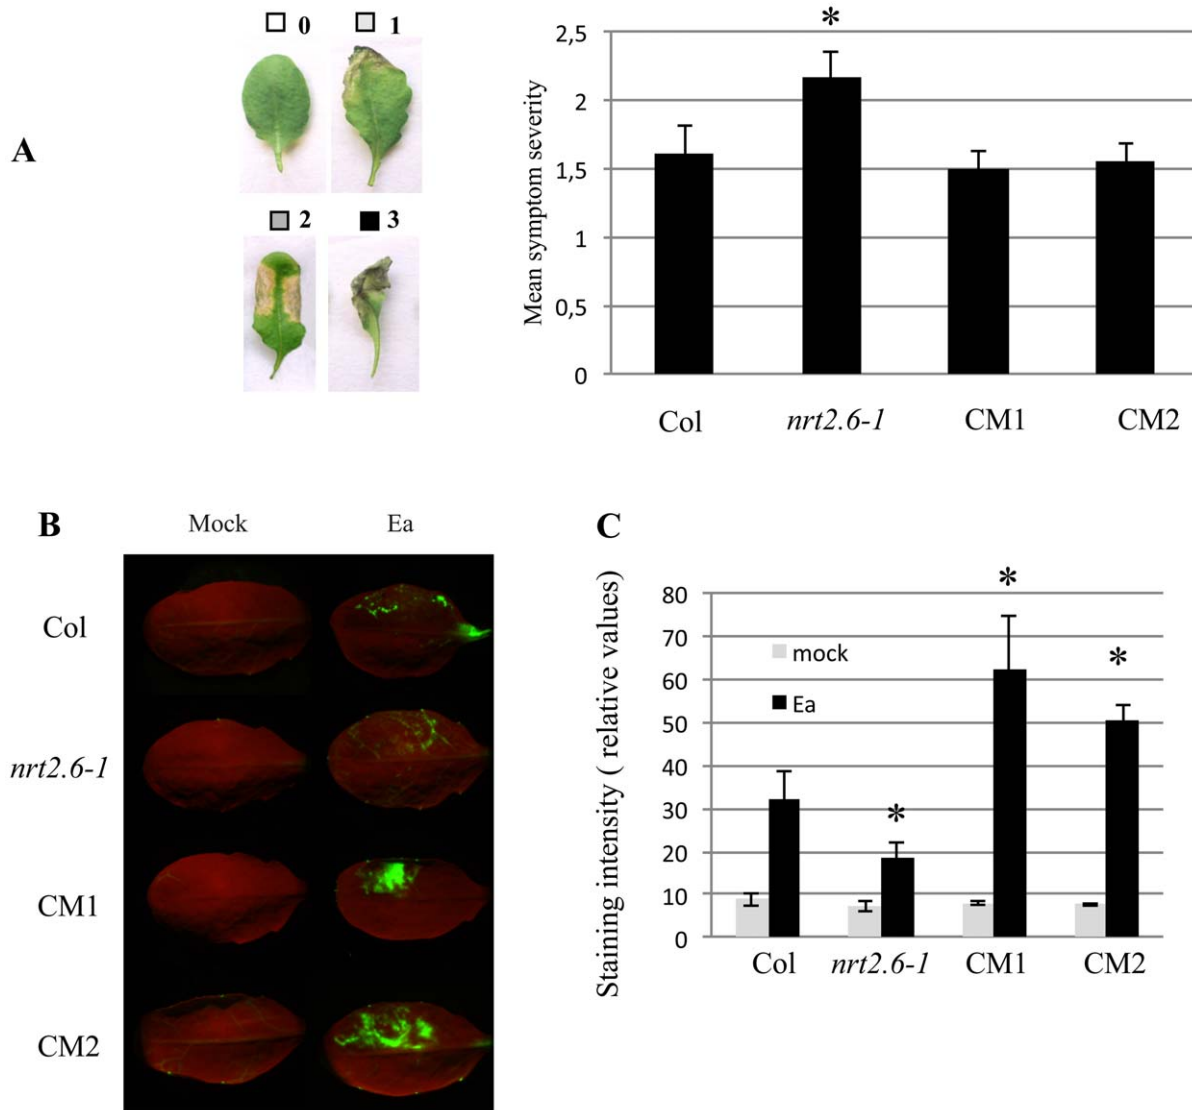 A
0 1
2 3
Mean symptom severity
2,5
2
1,5
1
0,5
0
*
Col nrt2.6-1 CM1 CM2
B
Mock Ea
Col
nrt2.6-1
CM1
CM2
C
Staining intensity ( relative values)
80
70
60
50
40
30
20
10
0
mock
Ea
*
*
*
Col nrt2.6-1 CM1 CM2